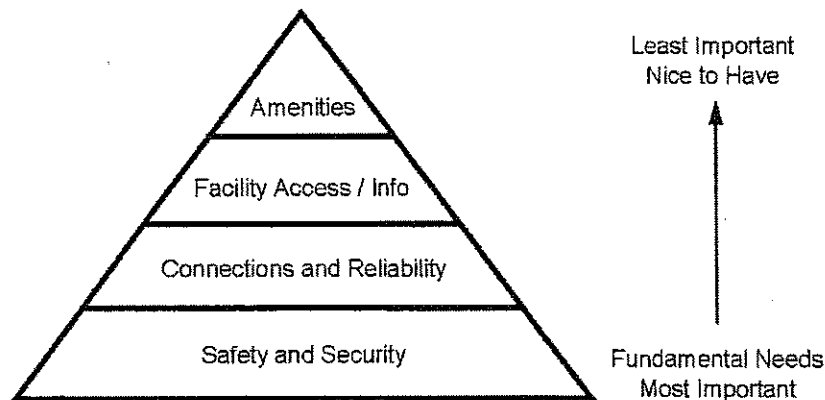 Least Important
Nice to Have
Amenities
Facility Access / Info
Connections and Reliability
Safety and Security
Fundamental Needs
Most Important